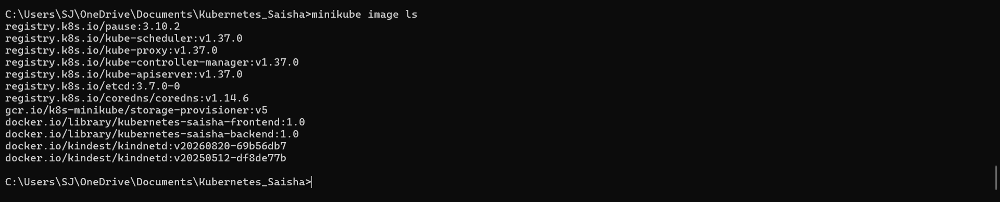 C:\Users\SJ\OneDrive\Documents\Kubernetes_Saisha>minikube image ls
registry.k8s.io/pause:3.10.2
registry.k8s.io/kube-scheduler:v1.37.0
registry.k8s.io/kube-proxy:v1.37.0
registry.k8s.io/kube-controller-manager:v1.37.0
registry.k8s.io/kube-apiserver:v1.37.0
registry.k8s.io/etcd:3.7.0-0
registry.k8s.io/coredns/coredns:v1.14.6
gcr.io/k8s-minikube/storage-provisioner:v5
docker.io/library/kubernetes-saisha-frontend:1.0
docker.io/library/kubernetes-saisha-backend:1.0
docker.io/kindest/kindnetd:v20260820-69b56db7
docker.io/kindest/kindnetd:v20250512-df8de77b
C:\Users\SJ\OneDrive\Documents\Kubernetes_Saisha>